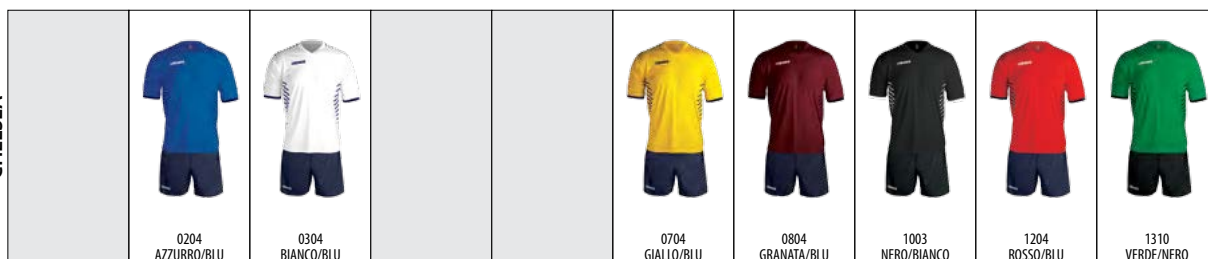 0204
AZZURRO/BLU
0304
BIANCO/BLU
0704
GIALLO/BLU
0804
GRANATA/BLU
1003
NERO/BIANCO
1204
ROSSO/BLU
1310
VERDE/NERO